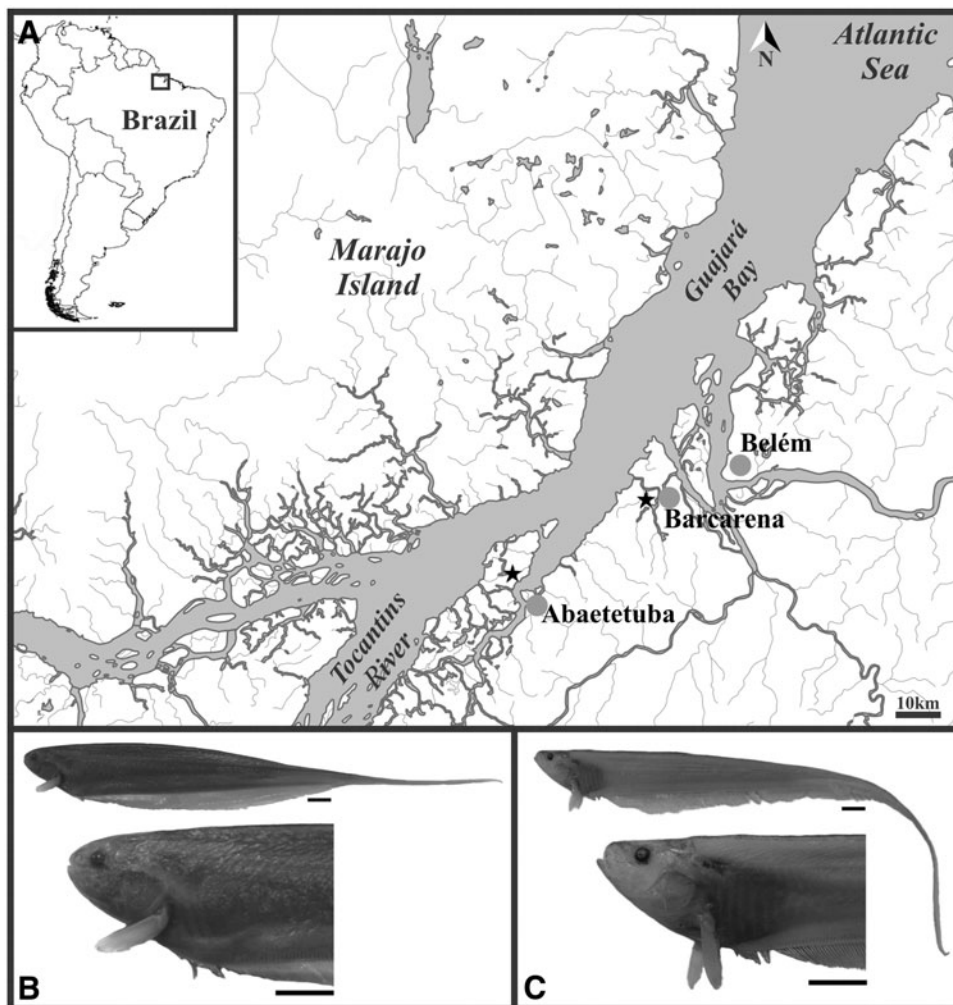 A
Brazil
N
Atlantic
Sea
Marajo
Island
Guajará
Bay
Belém
Barcarena
Abaetetuba
Tocantins
River
10km
B
C